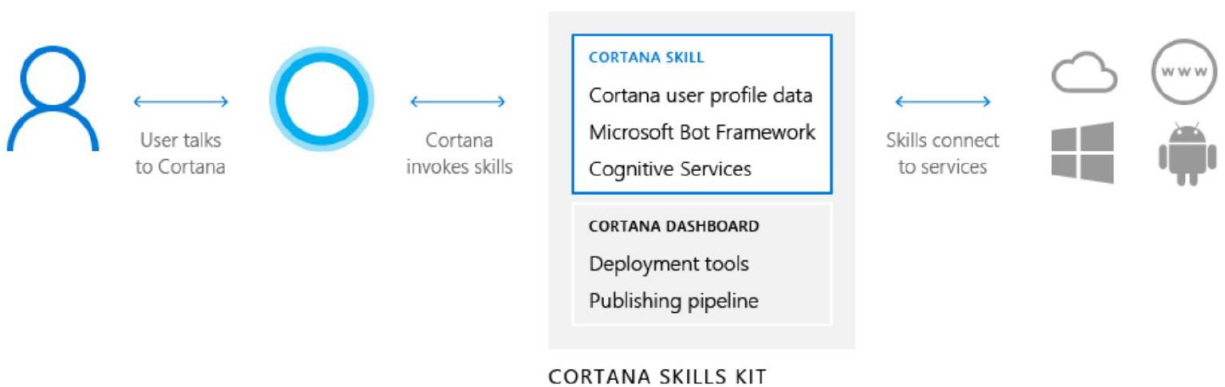 User talks
to Cortana
Cortana
invokes skills
CORTANA SKILL
Cortana user profile data
Microsoft Bot Framework
Cognitive Services
CORTANA DASHBOARD
Deployment tools
Publishing pipeline
CORTANA SKILLS KIT
Skills connect
to services
www